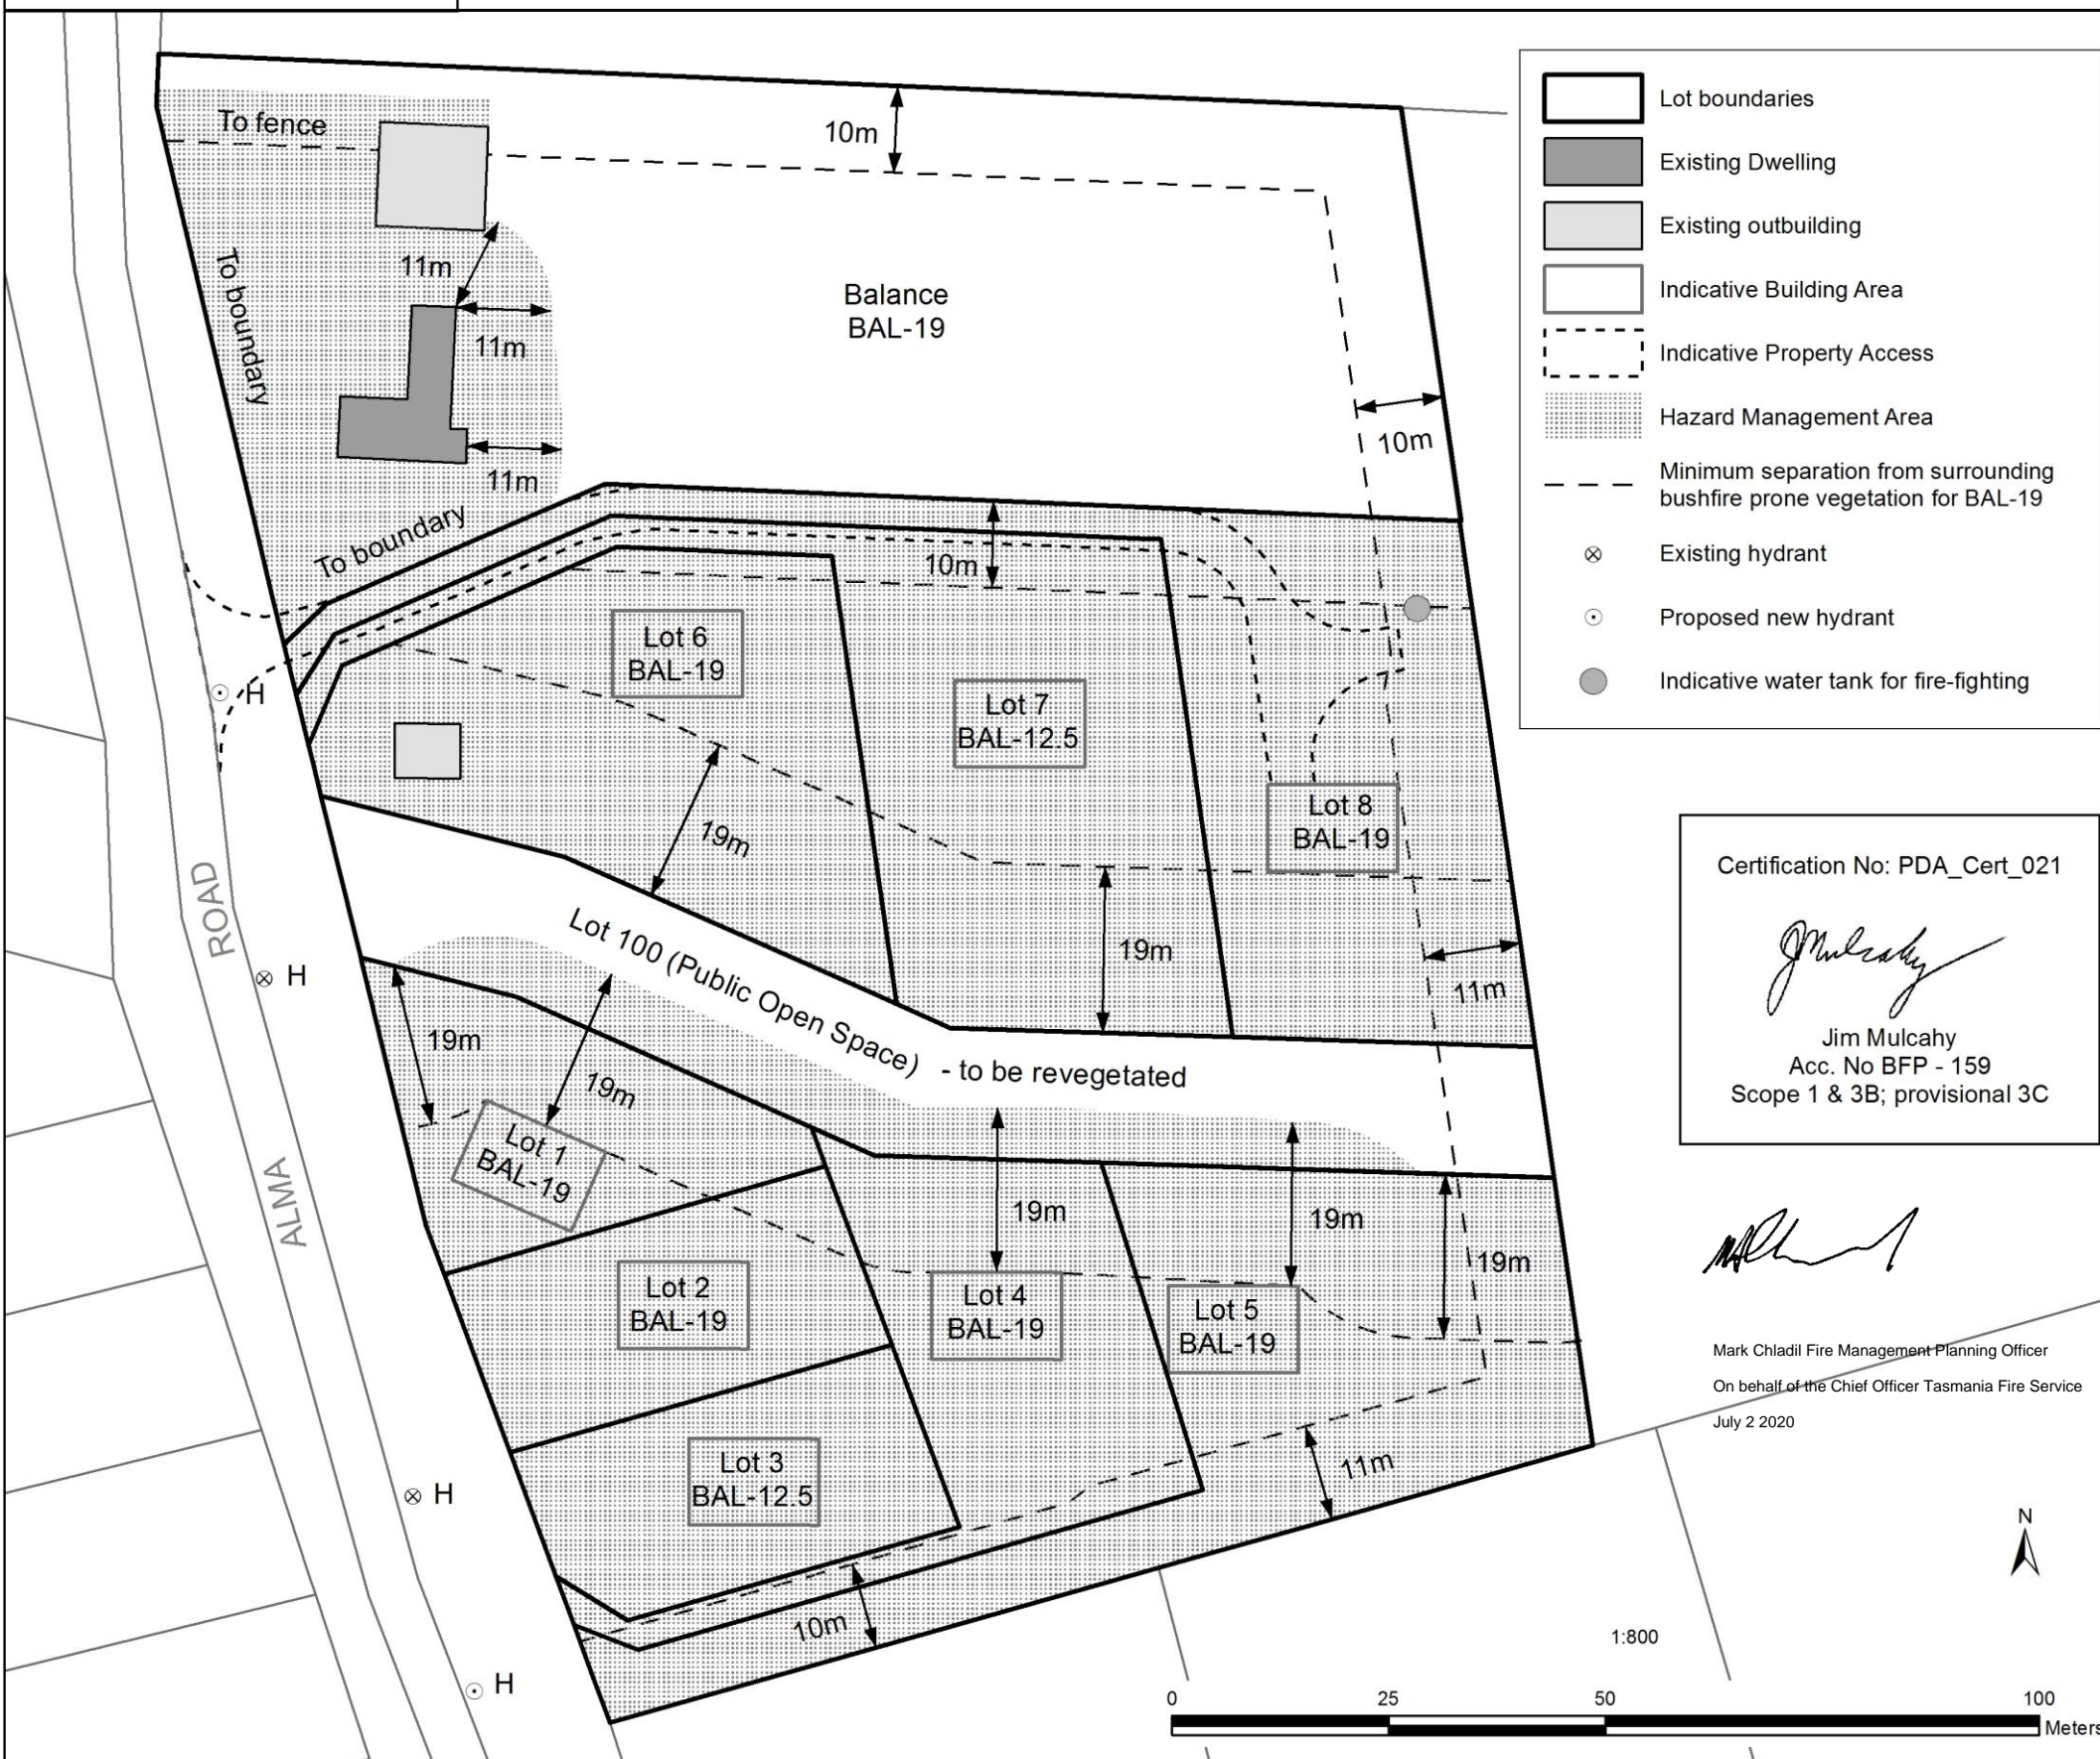 To fence
10m
To boundary
11m
Balance
BAL-19
11m
11m
10m
To boundary
10m
Lot 6
BAL-19
Lot 7
BAL-12.5
H
Lot 8
BAL-19
19m
ROAD
Lot 100 (Public Open Space) - to be revegetated
19m
11m
H
19m
19m
Lot 1
BAL-19
19m
19m
19m
ALMA
Lot 2
BAL-19
Lot 4
BAL-19
Lot 5
BAL-19
Lot 3
BAL-12.5
11m
H
10m
H
Lot boundaries
Existing Dwelling
Existing outbuilding
Indicative Building Area
Indicative Property Access
Hazard Management Area
Minimum separation from surrounding
bushfire prone vegetation for BAL-19
Existing hydrant
Proposed new hydrant
Indicative water tank for fire-fighting
Certification No: PDA_Cert_021
JMulcahy
Jim Mulcahy
Acc. No BFP - 159
Scope 1 & 3B; provisional 3C
Mark Chladil Fire Management Planning Officer
On behalf of the Chief Officer Tasmania Fire Service
July 2 2020
N
1:800
0 25 50 100
Meters